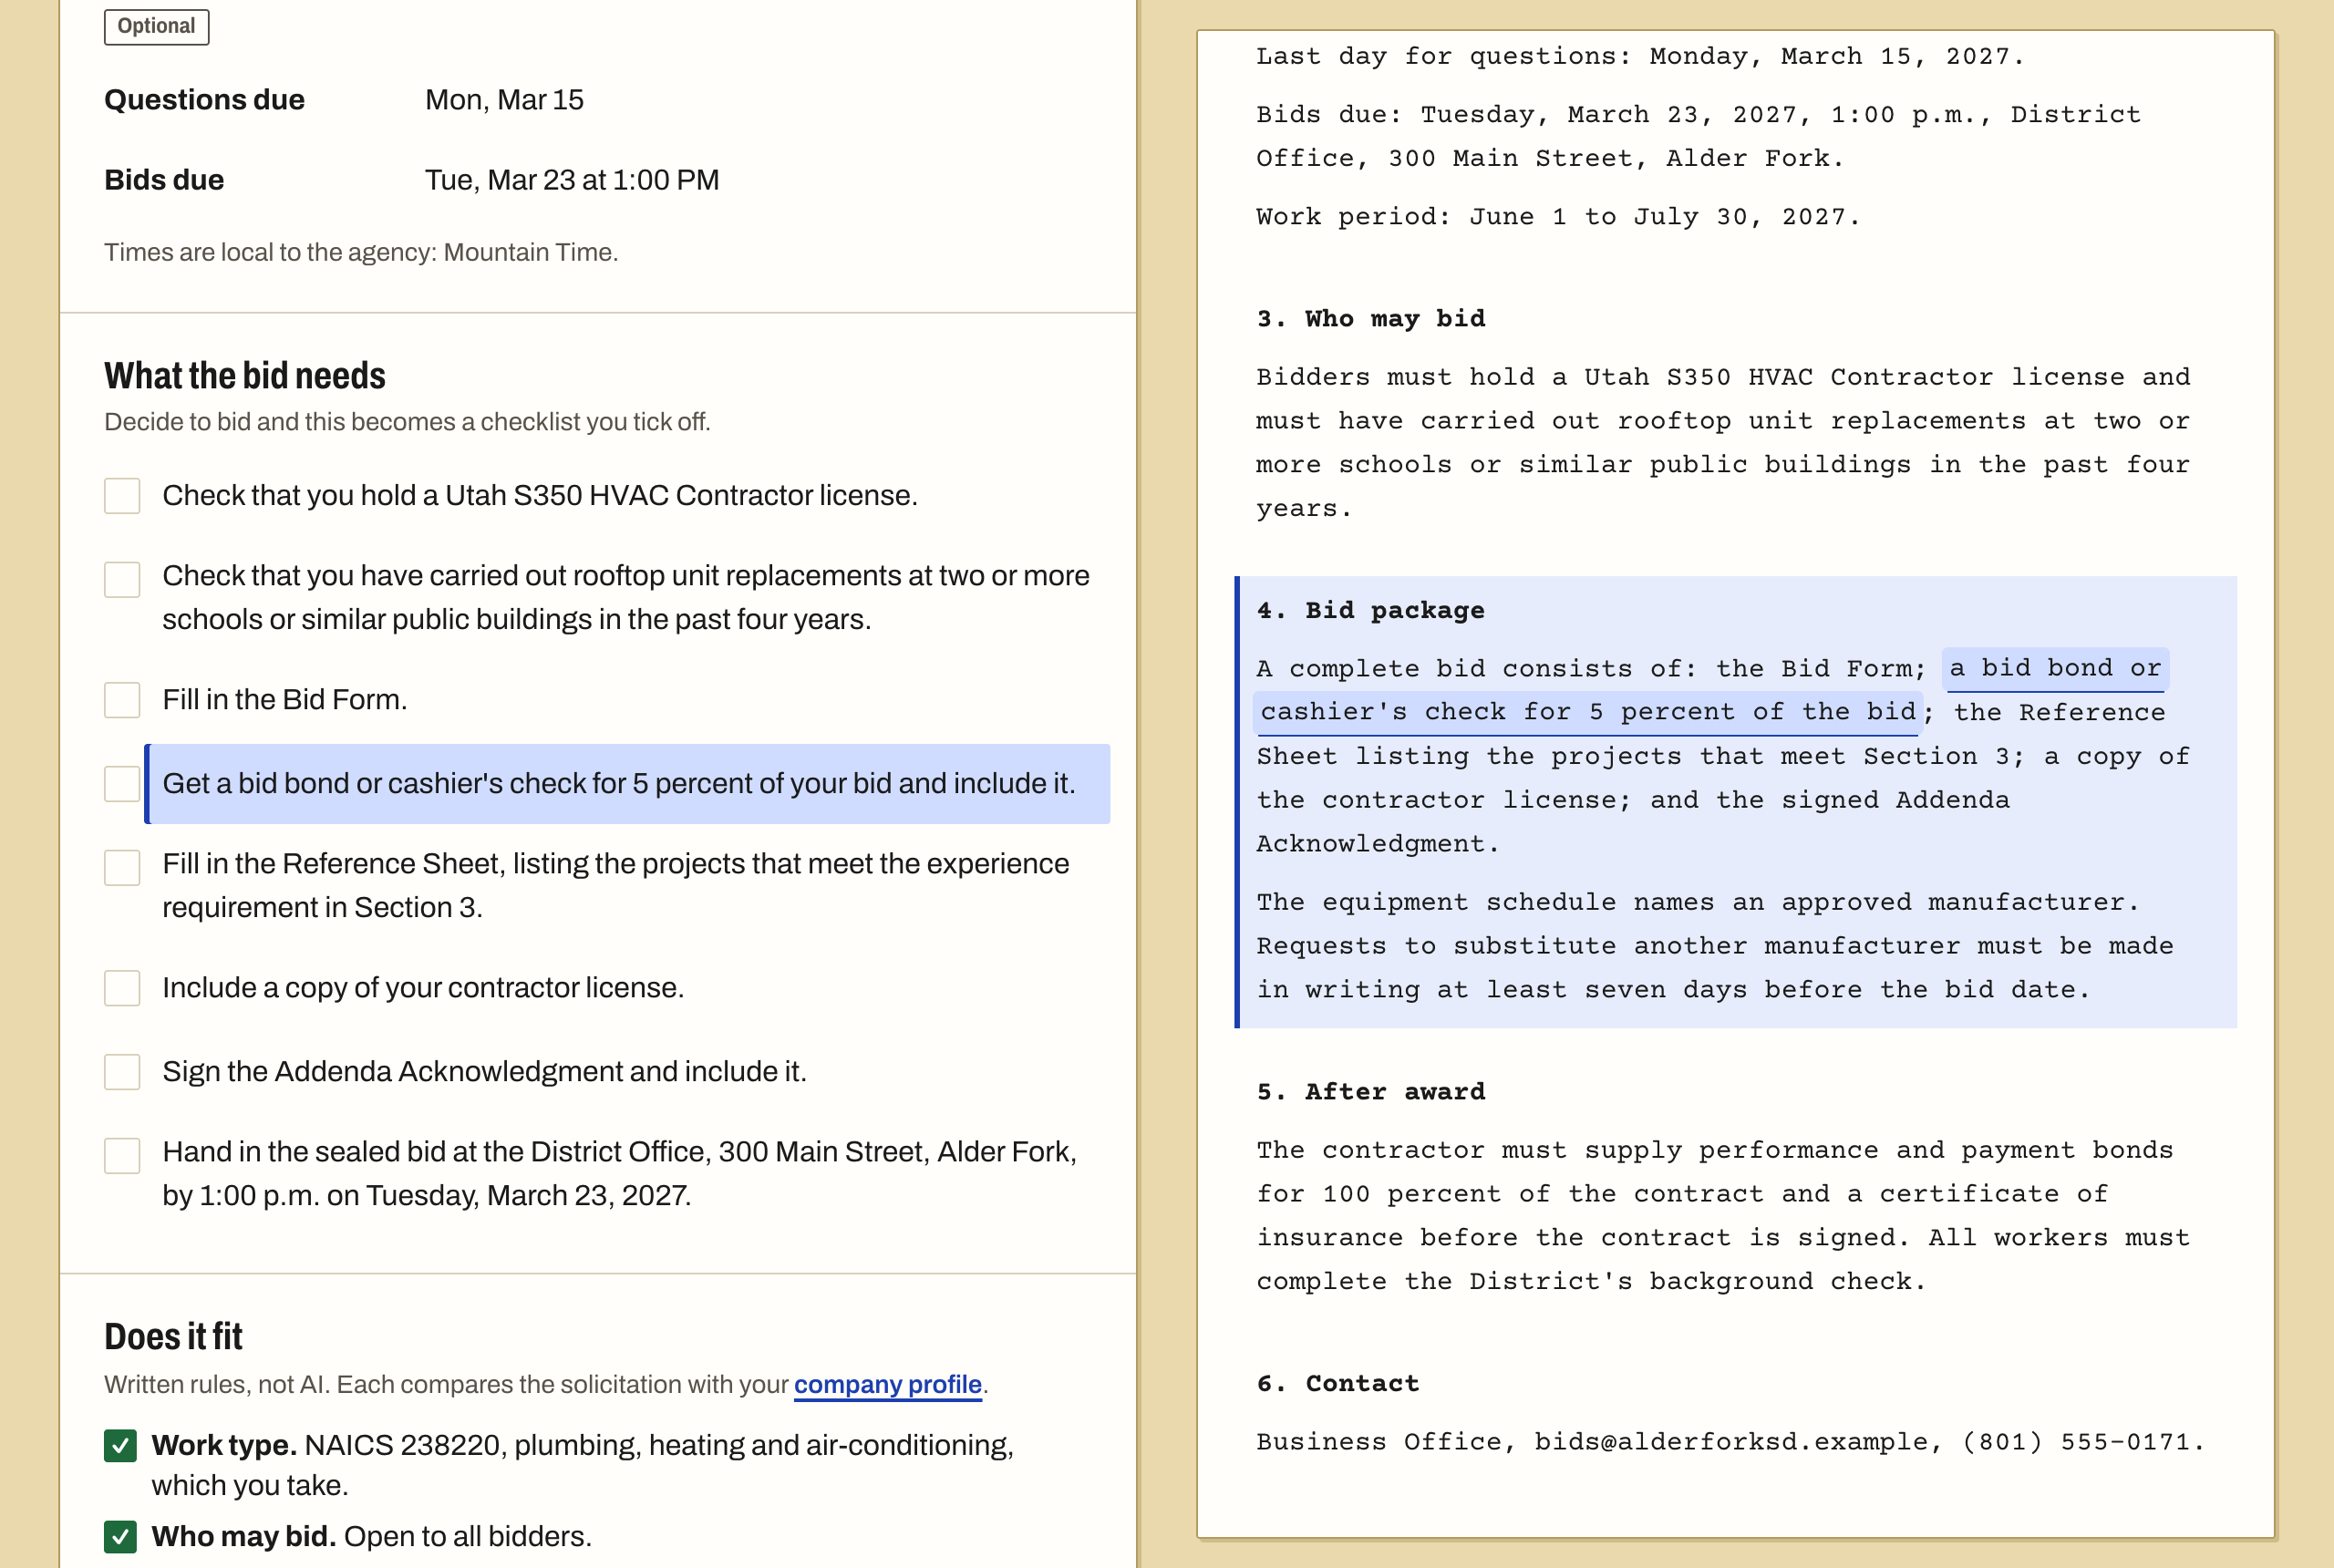 Optional
Questions due
Mon, Mar 15
Bids due
Tue, Mar 23 at 1:00 PM
Times are local to the agency: Mountain Time.
What the bid needs
Decide to bid and this becomes a checklist you tick off.
Check that you hold a Utah S350 HVAC Contractor license.
Check that you have carried out rooftop unit replacements at two or more
schools or similar public buildings in the past four years.
Fill in the Bid Form.
Get a bid bond or cashier's check for 5 percent of your bid and include it.
Fill in the Reference Sheet, listing the projects that meet the experience
requirement in Section 3.
Include a copy of your contractor license.
Sign the Addenda Acknowledgment and include it.
Hand in the sealed bid at the District Office, 300 Main Street, Alder Fork,
by 1:00 p.m. on Tuesday, March 23, 2027.
Does it fit
Written rules, not AI. Each compares the solicitation with your company profile.
Work type. NAICS 238220, plumbing, heating and air-conditioning,
which you take.
Who may bid. Open to all bidders.
Last day for questions: Monday, March 15, 2027.
Bids due: Tuesday, March 23, 2027, 1:00 p.m., District
Office, 300 Main Street, Alder Fork.
Work period: June 1 to July 30, 2027.
3. Who may bid
Bidders must hold a Utah S350 HVAC Contractor license and
must have carried out rooftop unit replacements at two or
more schools or similar public buildings in the past four
years.
4. Bid package
A complete bid consists of: the Bid Form; a bid bond or
cashier's check for 5 percent of the bid; the Reference
Sheet listing the projects that meet Section 3; a copy of
the contractor license; and the signed Addenda
Acknowledgment.
The equipment schedule names an approved manufacturer.
Requests to substitute another manufacturer must be made
in writing at least seven days before the bid date.
5. After award
The contractor must supply performance and payment bonds
for 100 percent of the contract and a certificate of
insurance before the contract is signed. All workers must
complete the District's background check.
6. Contact
Business Office, bids@alderforksd.example, (801) 555-0171.